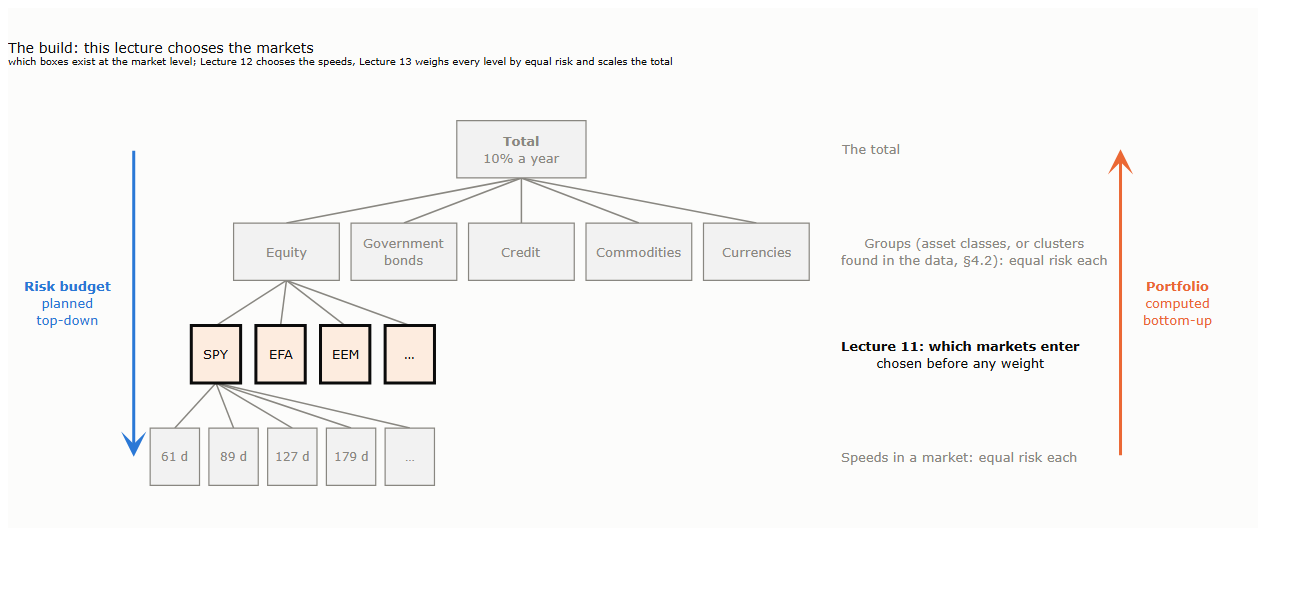 The build: this lecture chooses the markets
which boxes exist at the market level; Lecture 12 chooses the speeds, Lecture 13 weighs every level by equal risk and scales the total
Total
10% a year
The total
Equity
Government
bonds
Credit
Commodities
Currencies
Groups (asset classes, or clusters
found in the data, §4.2): equal risk each
Risk budget
planned
top-down
Portfolio
computed
bottom-up
SPY
EFA
EEM
...
Lecture 11: which markets enter
chosen before any weight
61 d
89 d
127 d
179 d
...
Speeds in a market: equal risk each